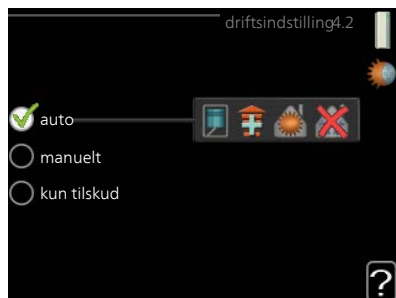 driftsindstilling4.2
auto
manuelt
kun tilskud
?